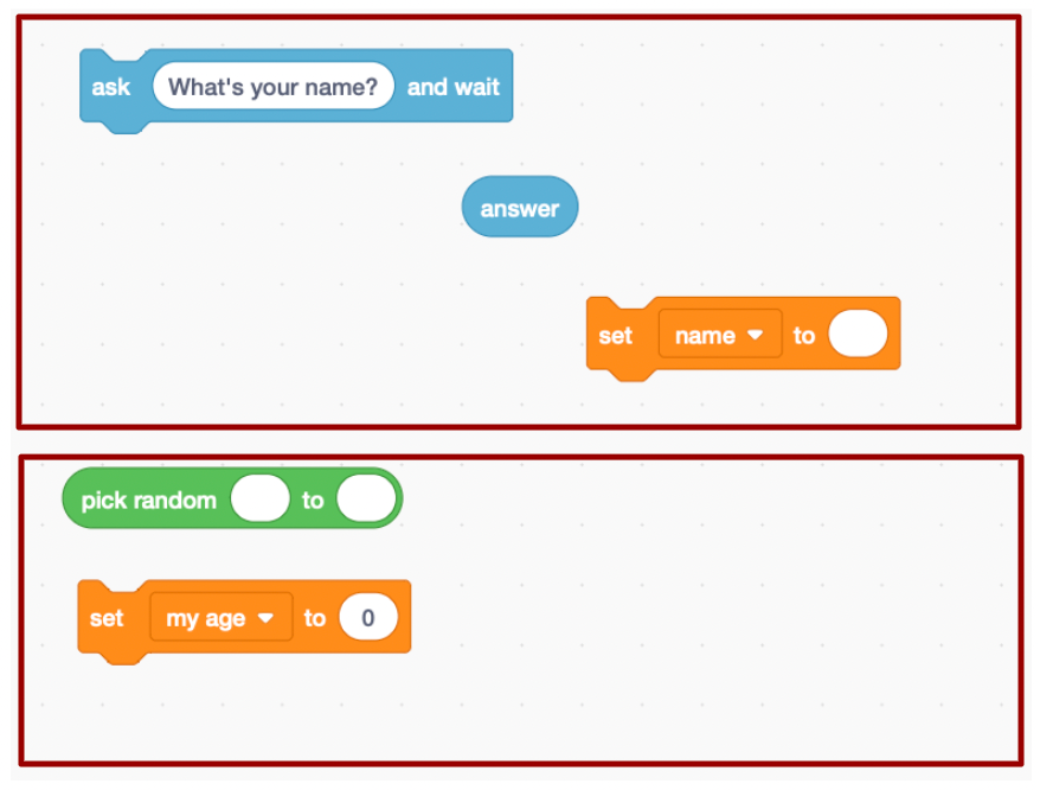 ask What's your name? and wait
answer
set name to
pick random to
set my age to 0